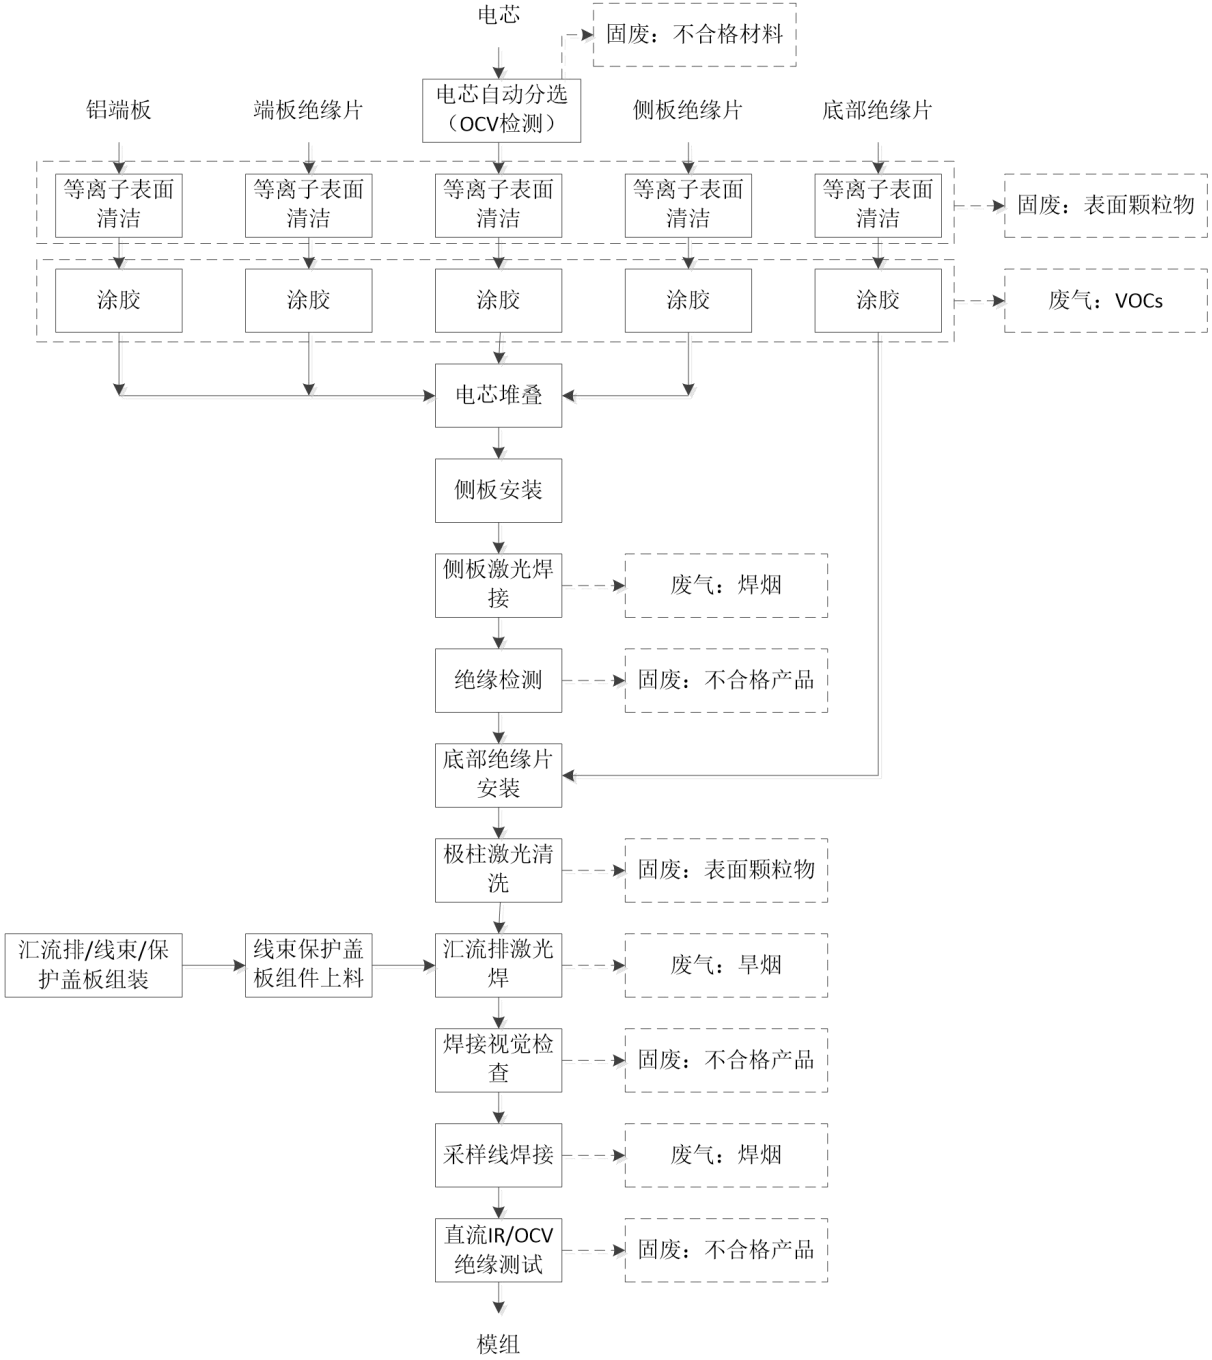 电芯
固废：不合格材料
铝端板
端板绝缘片
电芯自动分选
（OCV检测）
侧板绝缘片
底部绝缘片
等离子表面
清洁
等离子表面
清洁
等离子表面
清洁
等离子表面
清洁
等离子表面
清洁
固废：表面颗粒物
涂胶
涂胶
涂胶
涂胶
涂胶
废气：VOCs
电芯堆叠
侧板安装
侧板激光焊
接
废气：焊烟
绝缘检测
固废：不合格产品
底部绝缘片
安装
极柱激光清
洗
固废：表面颗粒物
汇流排/线束/保
护盖板组装
线束保护盖
板组件上料
汇流排激光
焊
废气：旱烟
焊接视觉检
查
固废：不合格产品
采样线焊接
废气：焊烟
直流IR/OCV
绝缘测试
固废：不合格产品
模组